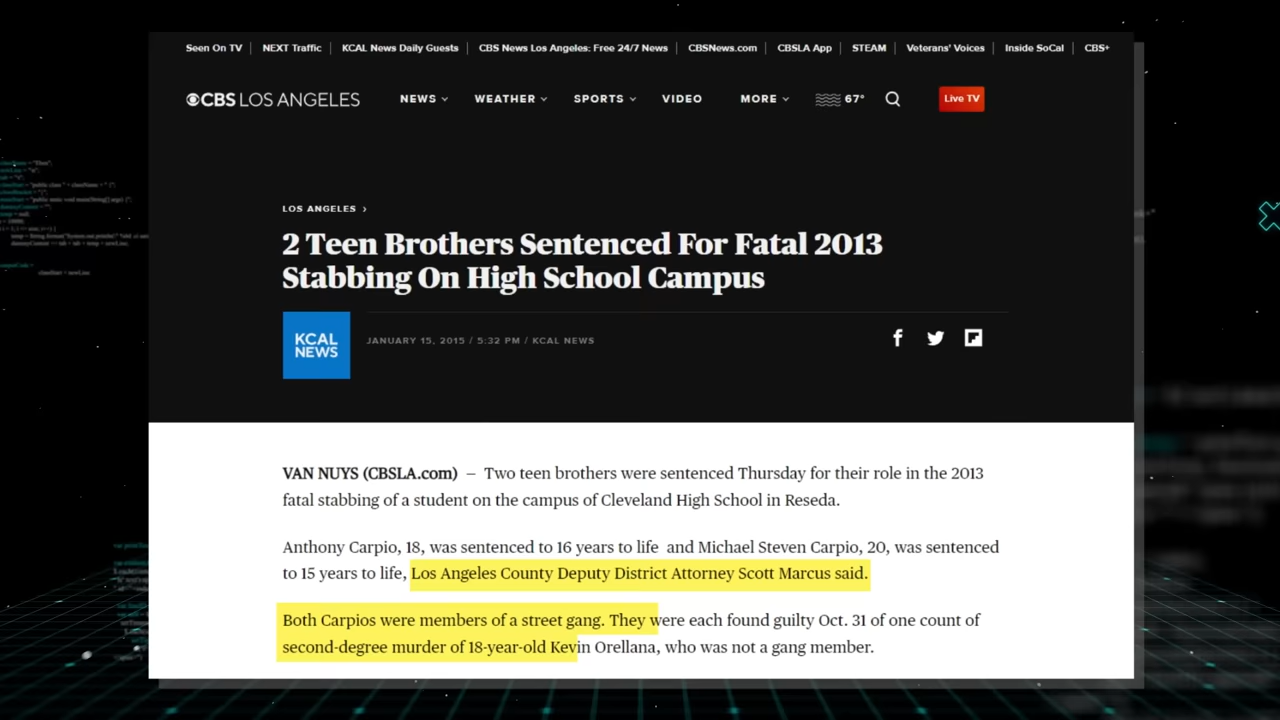 Seen On TV | NEXT Traffic | KCAL News Daily Guests | CBS News Los Angeles: Free 24/7 News | CBSNews.com | CBSLA App | STEAM | Veterans' Voices | Inside SoCal | CBS+
CBS LOS ANGELES NEWS WEATHER SPORTS VIDEO MORE 67° Live TV
LOS ANGELES ›
2 Teen Brothers Sentenced For Fatal 2013
Stabbing On High School Campus
KCAL
NEWS
JANUARY 15, 2015 / 5:32 PM / KCAL NEWS
VAN NUYS (CBSLA.com) – Two teen brothers were sentenced Thursday for their role in the 2013
fatal stabbing of a student on the campus of Cleveland High School in Reseda.
Anthony Carpio, 18, was sentenced to 16 years to life and Michael Steven Carpio, 20, was sentenced
to 15 years to life, Los Angeles County Deputy District Attorney Scott Marcus said.
Both Carpios were members of a street gang. They were each found guilty Oct. 31 of one count of
second-degree murder of 18-year-old Kevin Orellana, who was not a gang member.